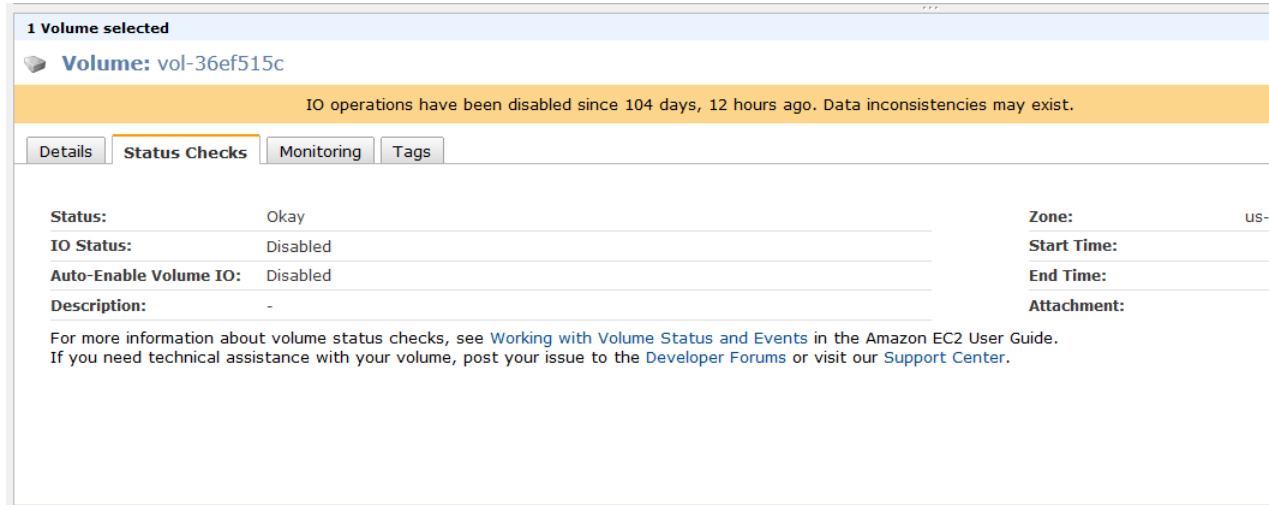 1 Volume selected
Volume: vol-36ef515c
IO operations have been disabled since 104 days, 12 hours ago. Data inconsistencies may exist.
Details Status Checks Monitoring Tags
Status: Okay Zone: us-
IO Status: Disabled Start Time:
Auto-Enable Volume IO: Disabled End Time:
Description: - Attachment:
For more information about volume status checks, see Working with Volume Status and Events in the Amazon EC2 User Guide.
If you need technical assistance with your volume, post your issue to the Developer Forums or visit our Support Center.